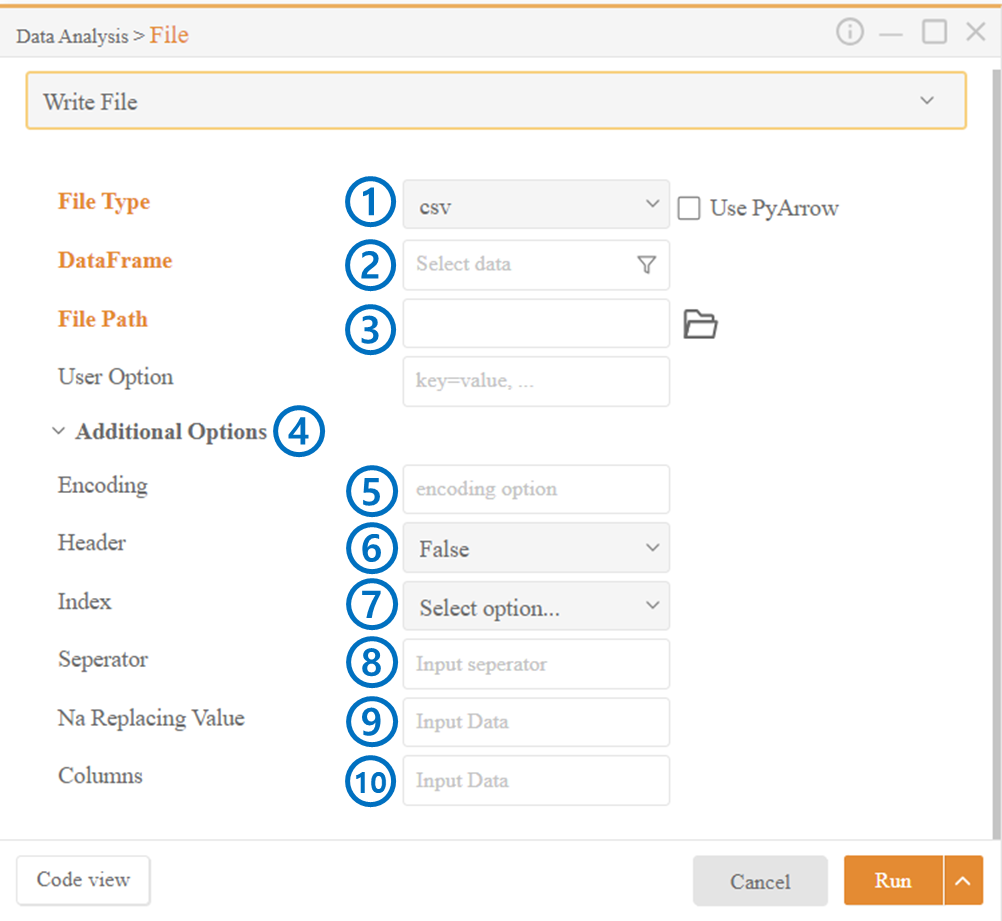 Data Analysis > File
Write File
File Type ① csv Use PyArrow
DataFrame ② Select data
File Path ③
User Option key=value, ...
Additional Options ④
Encoding ⑤ encoding option
Header ⑥ False
Index ⑦ Select option...
Seperator ⑧ Input seperator
Na Replacing Value ⑨ Input Data
Columns ⑩ Input Data
Code view Cancel Run